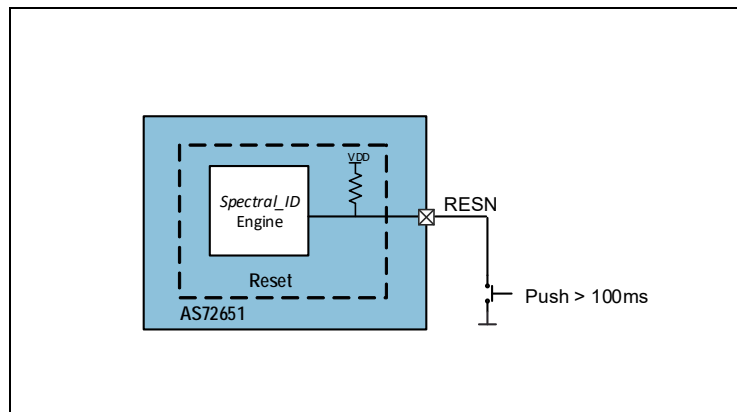 VDD
Spectral_ID
Engine
RESN
Reset
Push > 100ms
AS72651